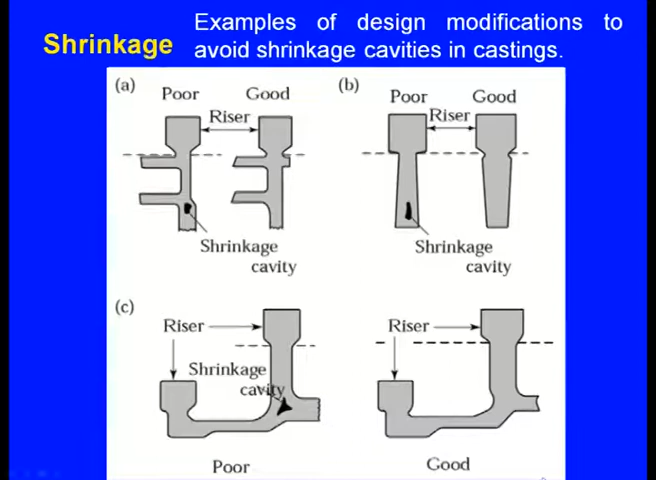 Shrinkage
Examples of design modifications to
avoid shrinkage cavities in castings.
(a)
Poor
Good
Riser
Shrinkage
cavity
(b)
Poor
Good
Riser
Shrinkage
cavity
(c)
Riser
Shrinkage
cavity
Poor
Riser
Good